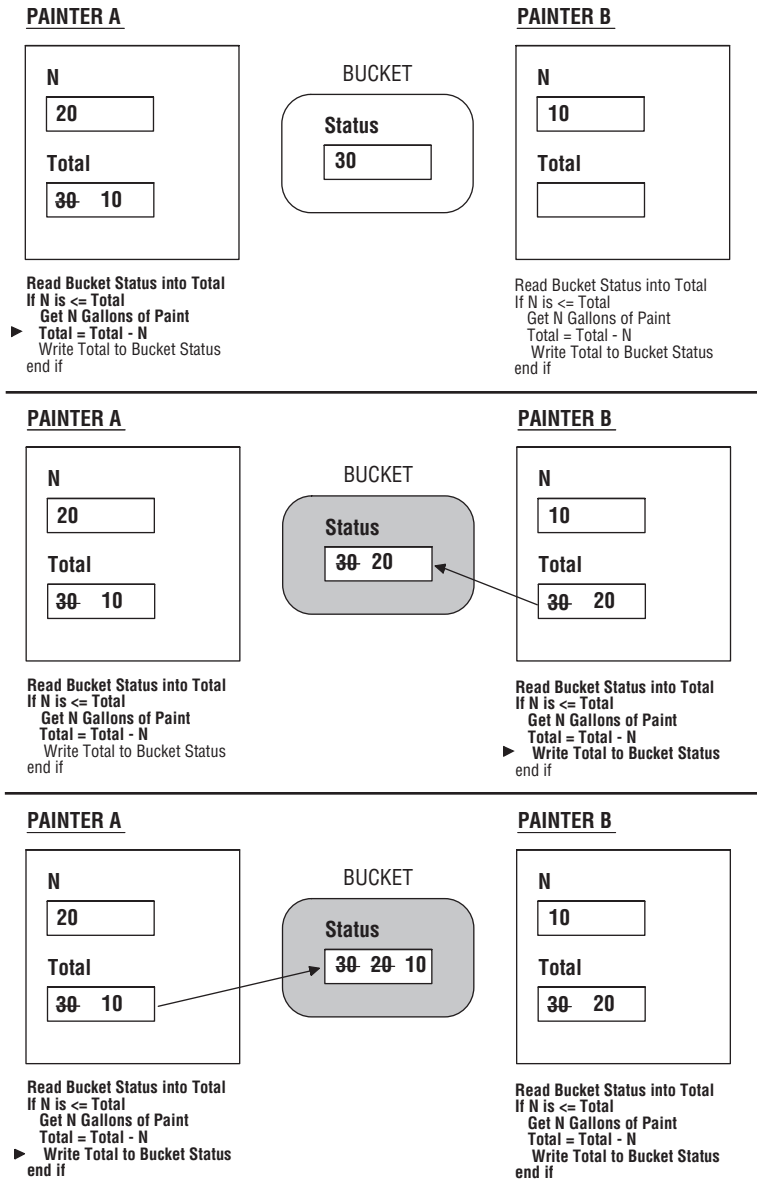 PAINTER A
N
20
Total
30 10
Read Bucket Status into Total
If N is <= Total
Get N Gallons of Paint
Total = Total - N
Write Total to Bucket Status
end if
BUCKET
Status
30
PAINTER B
N
10
Total
Read Bucket Status into Total
If N is <= Total
Get N Gallons of Paint
Total = Total - N
Write Total to Bucket Status
end if
PAINTER A
N
20
Total
30 10
Read Bucket Status into Total
If N is <= Total
Get N Gallons of Paint
Total = Total - N
Write Total to Bucket Status
end if
BUCKET
Status
30 20
PAINTER B
N
10
Total
30 20
Read Bucket Status into Total
If N is <= Total
Get N Gallons of Paint
Total = Total - N
Write Total to Bucket Status
end if
PAINTER A
N
20
Total
30 10
Read Bucket Status into Total
If N is <= Total
Get N Gallons of Paint
Total = Total - N
Write Total to Bucket Status
end if
BUCKET
Status
30 20 10
PAINTER B
N
10
Total
30 20
Read Bucket Status into Total
If N is <= Total
Get N Gallons of Paint
Total = Total - N
Write Total to Bucket Status
end if